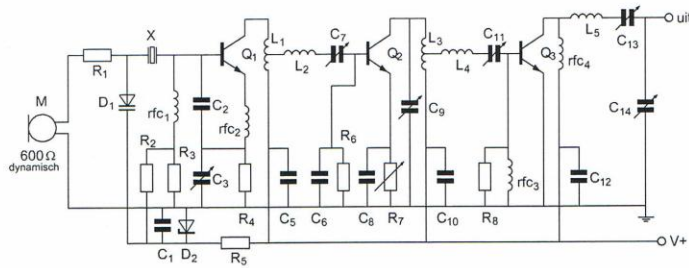 X
L₁
C₇
L₃
C₁₁
L₅
uit
R₁
Q₁
L₂
Q₂
L₄
Q₃
rfc₄
C₁₃
D₁
M
rfc₁
C₂
rfc₂
C₉
C₁₄
600Ω
dynamisch
R₂
R₃
C₃
R₆
R₄
C₅
C₆
C₈
R₇
C₁₀
R₈
rfc₃
C₁₂
C₁
D₂
R₅
V+